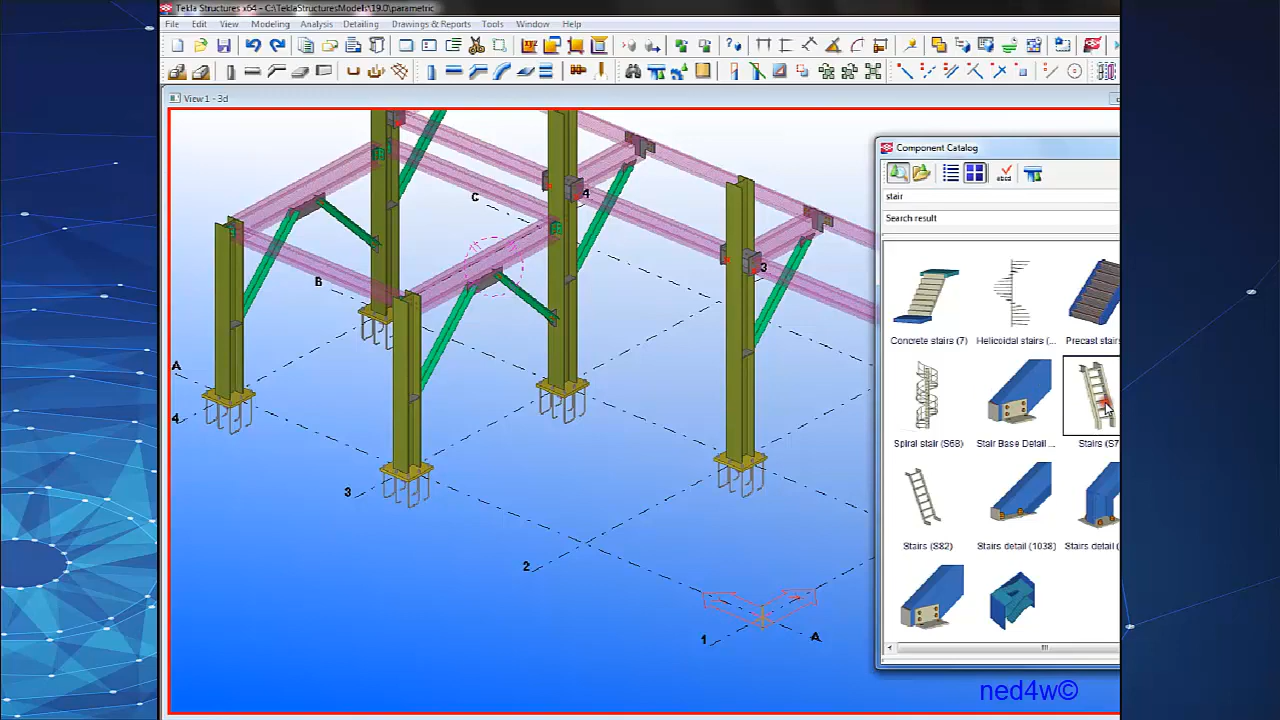 Tekla Structures x64 - C:\TeklaStructuresModels\19.0\parametric
File Edit View Modeling Analysis Detailing Drawings & Reports Tools Window Help
View 1 - 3d
Component Catalog
stair
Search result
Concrete stairs (7) Helicoidal stairs (... Precast stairs
Spiral stair (S68) Stair Base Detail ... Stairs (S7
Stairs (S82) Stairs detail (1038) Stairs detail (
C
4
3
B
A
4
3
2
1
A
ned4w©